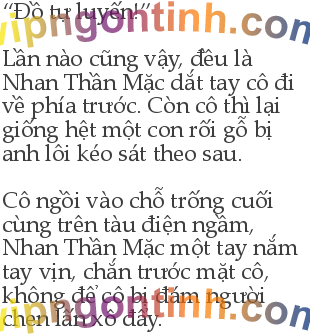 “Đồ tự luyến!”
vipngontinh.com
Lần nào cũng vậy, đều là
Nhan Thần Mặc dắt tay cô đi
về phía trước. Còn cô thì lại
giống hệt một con rối gỗ bị
anh lôi kéo sát theo sau.
Cô ngồi vào chỗ trống cuối
cùng trên tàu điện ngầm,
Nhan Thần Mặc một tay nắm
tay vịn, chắn trước mặt cô,
không để cô bị đám người
vipngontinh.com
chen lấn xô đẩy.